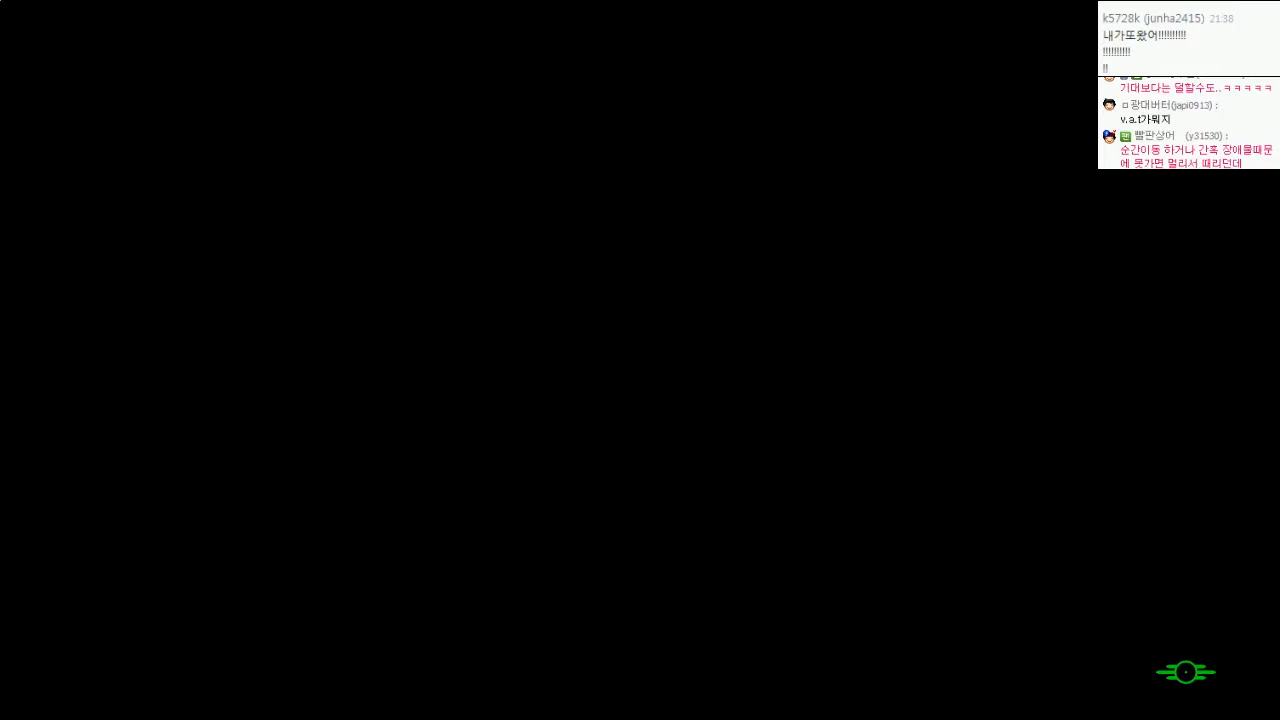 k5728k (junha2415) 21:38
내가또왔어!!!!!!!!!!
!!!!!!!!!!
!!
기대보다는 덜할수도..ㅋㅋㅋㅋㅋ
ㅁ광대버터(japi0913) :
v.a.t가뭐지
팬 빨판상어 (y31530) :
순간이동 하거나 간혹 장애물때문
에 못가면 멀리서 때리던데